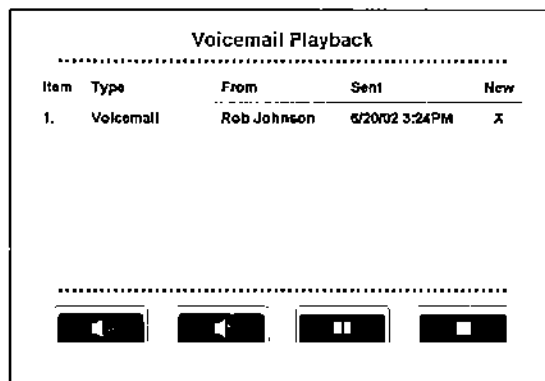 Voicemail Playback
Item Type From Sent New
1. Voicemail Rob Johnson 6/20/02 3:24PM X